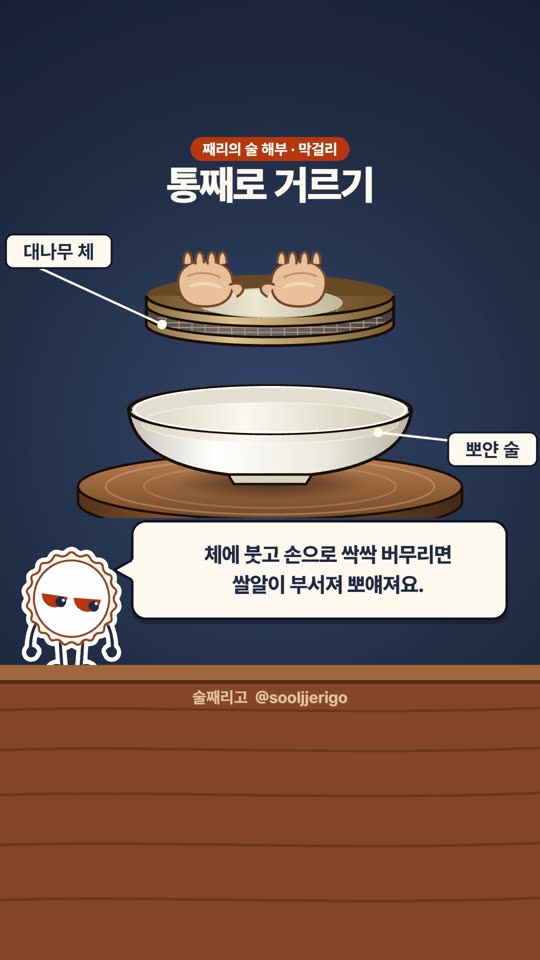 째리의 술 해부 · 막걸리
통째로 거르기
대나무 체
뽀얀 술
체에 붓고 손으로 싹싹 버무리면
쌀알이 부서져 뽀얘져요.
술째리고 @sooljjerigo